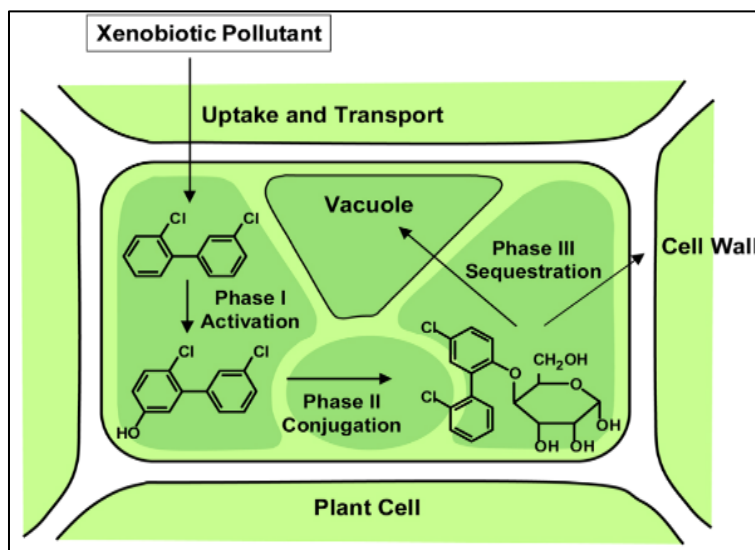 Xenobiotic Pollutant
Uptake and Transport
Cl
Cl
Vacuole
Phase III
Sequestration
Cell Wall
Phase I
Activation
Cl
Cl
HO
Phase II
Conjugation
Cl
Cl
O
CH2OH
O
OH
OH
OH
OH
Plant Cell